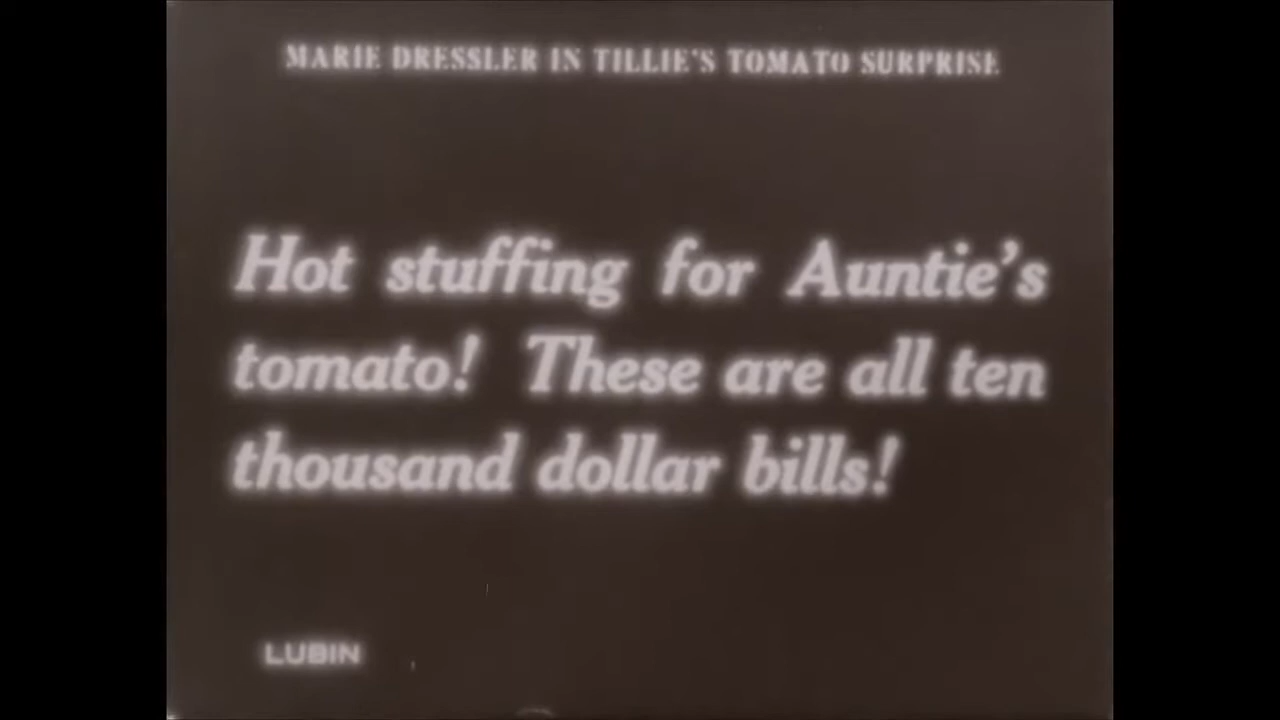 MARIE DRESSLER IN TILLIE'S TOMATO SURPRISE
Hot stuffing for Auntie's
tomato! These are all ten
thousand dollar bills!
LUBIN